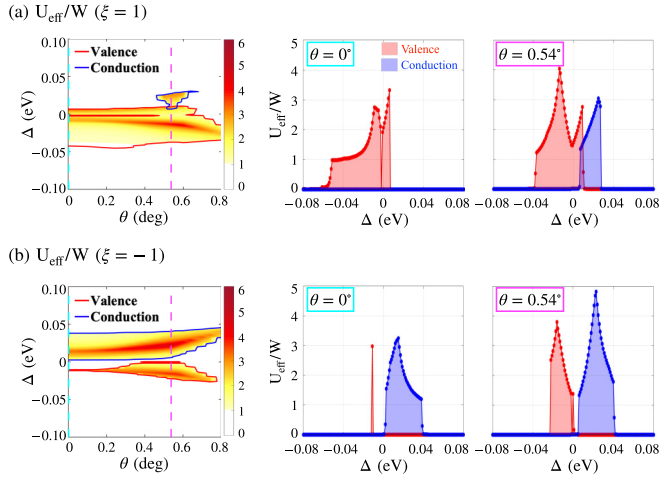 (a) U_eff/W (ξ = 1)
Valence
Conduction
Δ (eV)
0.10
0.05
0
−0.05
−0.10
0 0.2 0.4 0.6 0.8
θ (deg)
6
5
4
3
2
1
0
U_eff/W
5
4
3
2
1
0
θ = 0°
Valence
Conduction
-0.08 -0.04 0 0.04 0.08
Δ (eV)
θ = 0.54°
-0.08 -0.04 0 0.04 0.08
Δ (eV)
(b) U_eff/W (ξ = − 1)
Valence
Conduction
Δ (eV)
0.10
0.05
0
−0.05
−0.10
0 0.2 0.4 0.6 0.8
θ (deg)
6
5
4
3
2
1
0
U_eff/W
5
4
3
2
1
0
θ = 0°
-0.08 -0.04 0 0.04 0.08
Δ (eV)
θ = 0.54°
-0.08 -0.04 0 0.04 0.08
Δ (eV)